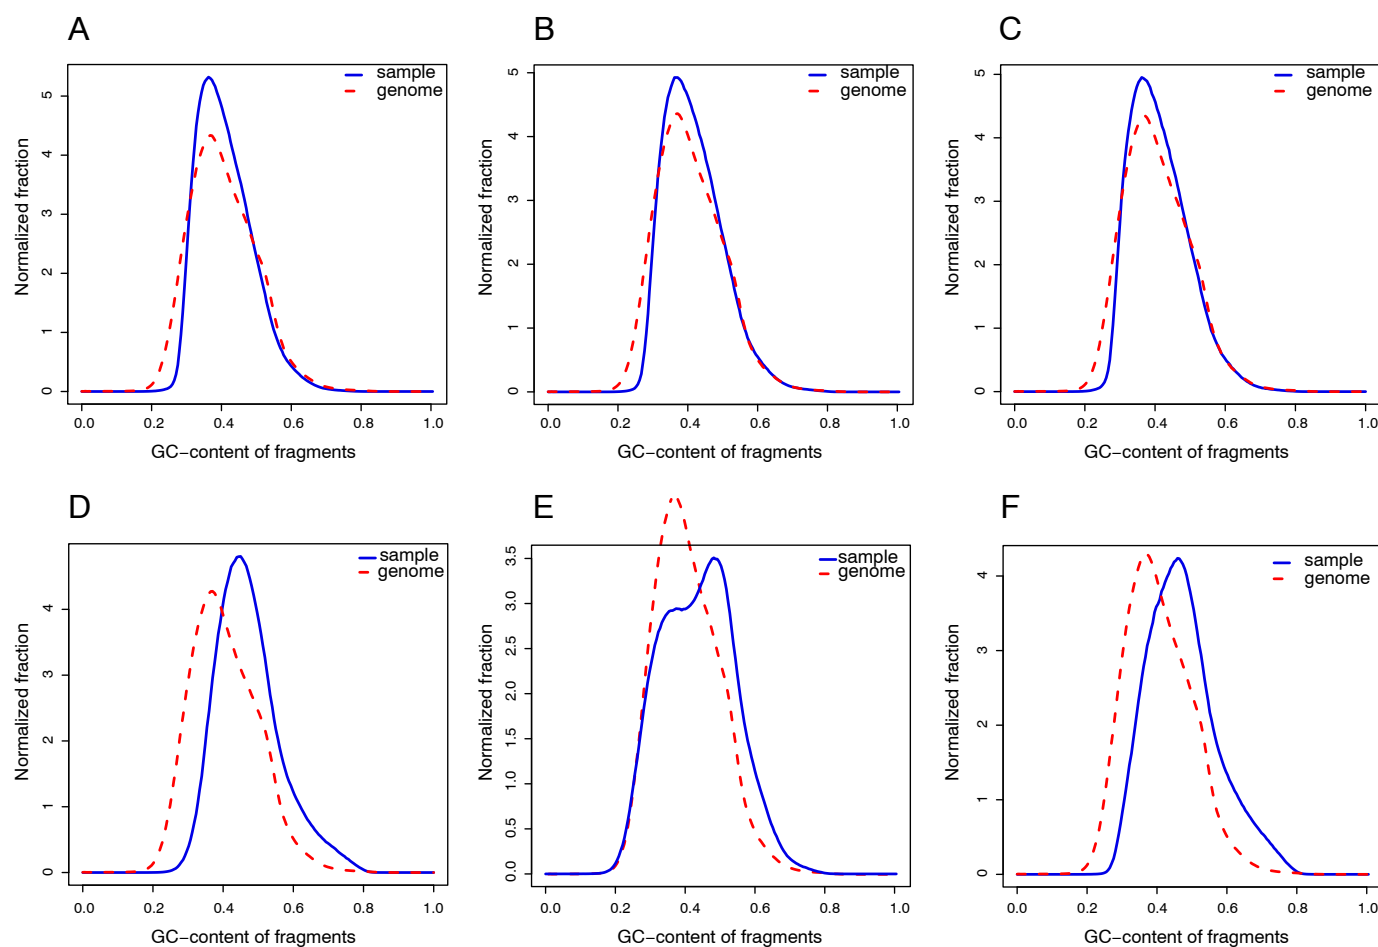 A
sample
genome
Normalized fraction
0 1 2 3 4 5
0.0 0.2 0.4 0.6 0.8 1.0
GC−content of fragments
B
sample
genome
Normalized fraction
0 1 2 3 4 5
0.0 0.2 0.4 0.6 0.8 1.0
GC−content of fragments
C
sample
genome
Normalized fraction
0 1 2 3 4 5
0.0 0.2 0.4 0.6 0.8 1.0
GC−content of fragments
D
sample
genome
Normalized fraction
0 1 2 3 4
0.0 0.2 0.4 0.6 0.8 1.0
GC−content of fragments
E
sample
genome
Normalized fraction
0.0 0.5 1.0 1.5 2.0 2.5 3.0 3.5
0.0 0.2 0.4 0.6 0.8 1.0
GC−content of fragments
F
sample
genome
Normalized fraction
0 1 2 3 4
0.0 0.2 0.4 0.6 0.8 1.0
GC−content of fragments